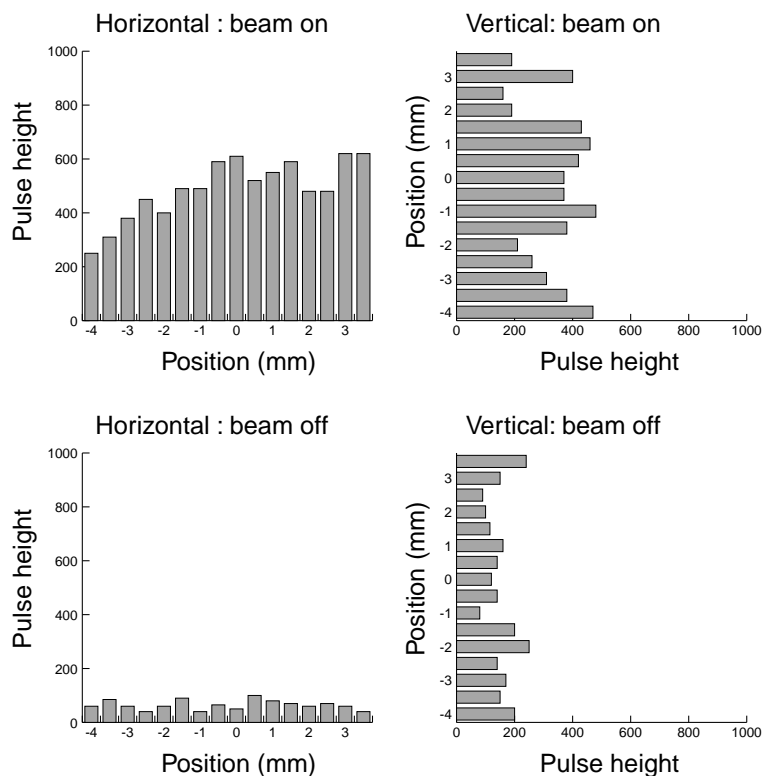 Horizontal : beam on
Pulse height
1000
800
600
400
200
0
-4 -3 -2 -1 0 1 2 3
Position (mm)
Vertical: beam on
Position (mm)
3
2
1
0
-1
-2
-3
-4
0 200 400 600 800 1000
Pulse height
Horizontal : beam off
Pulse height
1000
800
600
400
200
0
-4 -3 -2 -1 0 1 2 3
Position (mm)
Vertical: beam off
Position (mm)
3
2
1
0
-1
-2
-3
-4
0 200 400 600 800 1000
Pulse height